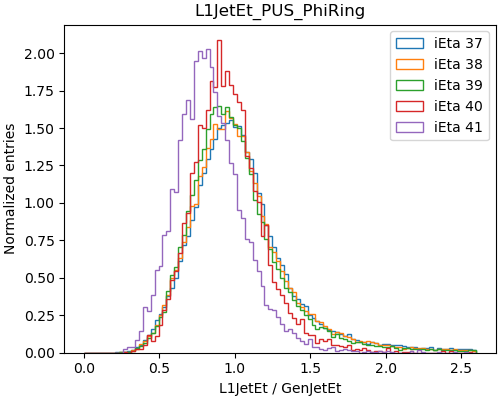 L1JetEt_PUS_PhiRing
Normalized entries
2.00
1.75
1.50
1.25
1.00
0.75
0.50
0.25
0.00
iEta 37
iEta 38
iEta 39
iEta 40
iEta 41
0.0 0.5 1.0 1.5 2.0 2.5
L1JetEt / GenJetEt